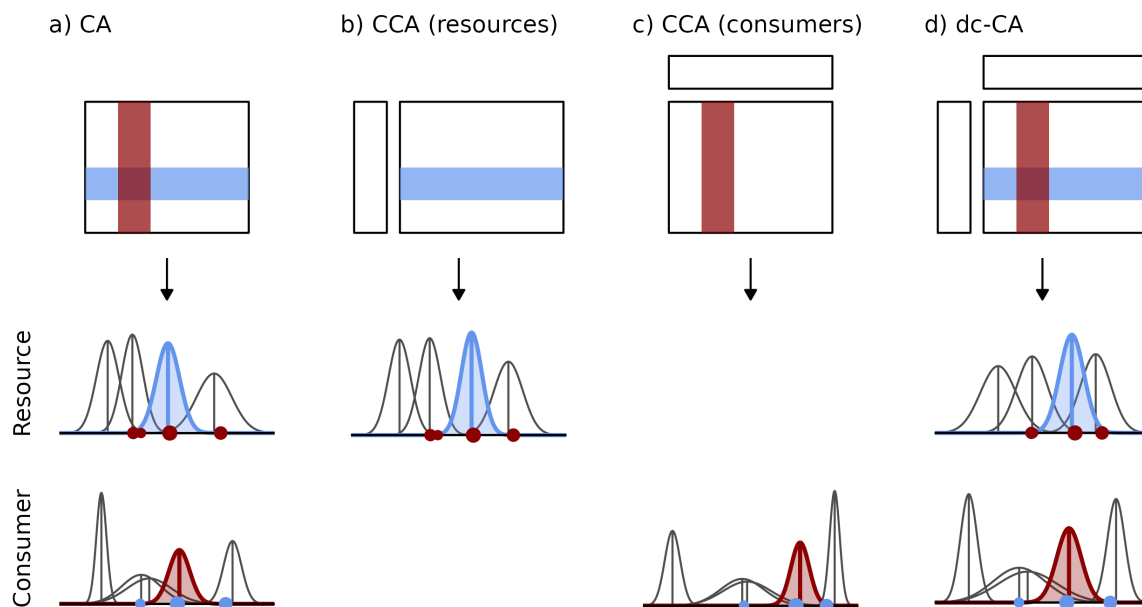 a) CA
b) CCA (resources)
c) CCA (consumers)
d) dc-CA
Resource
Consumer